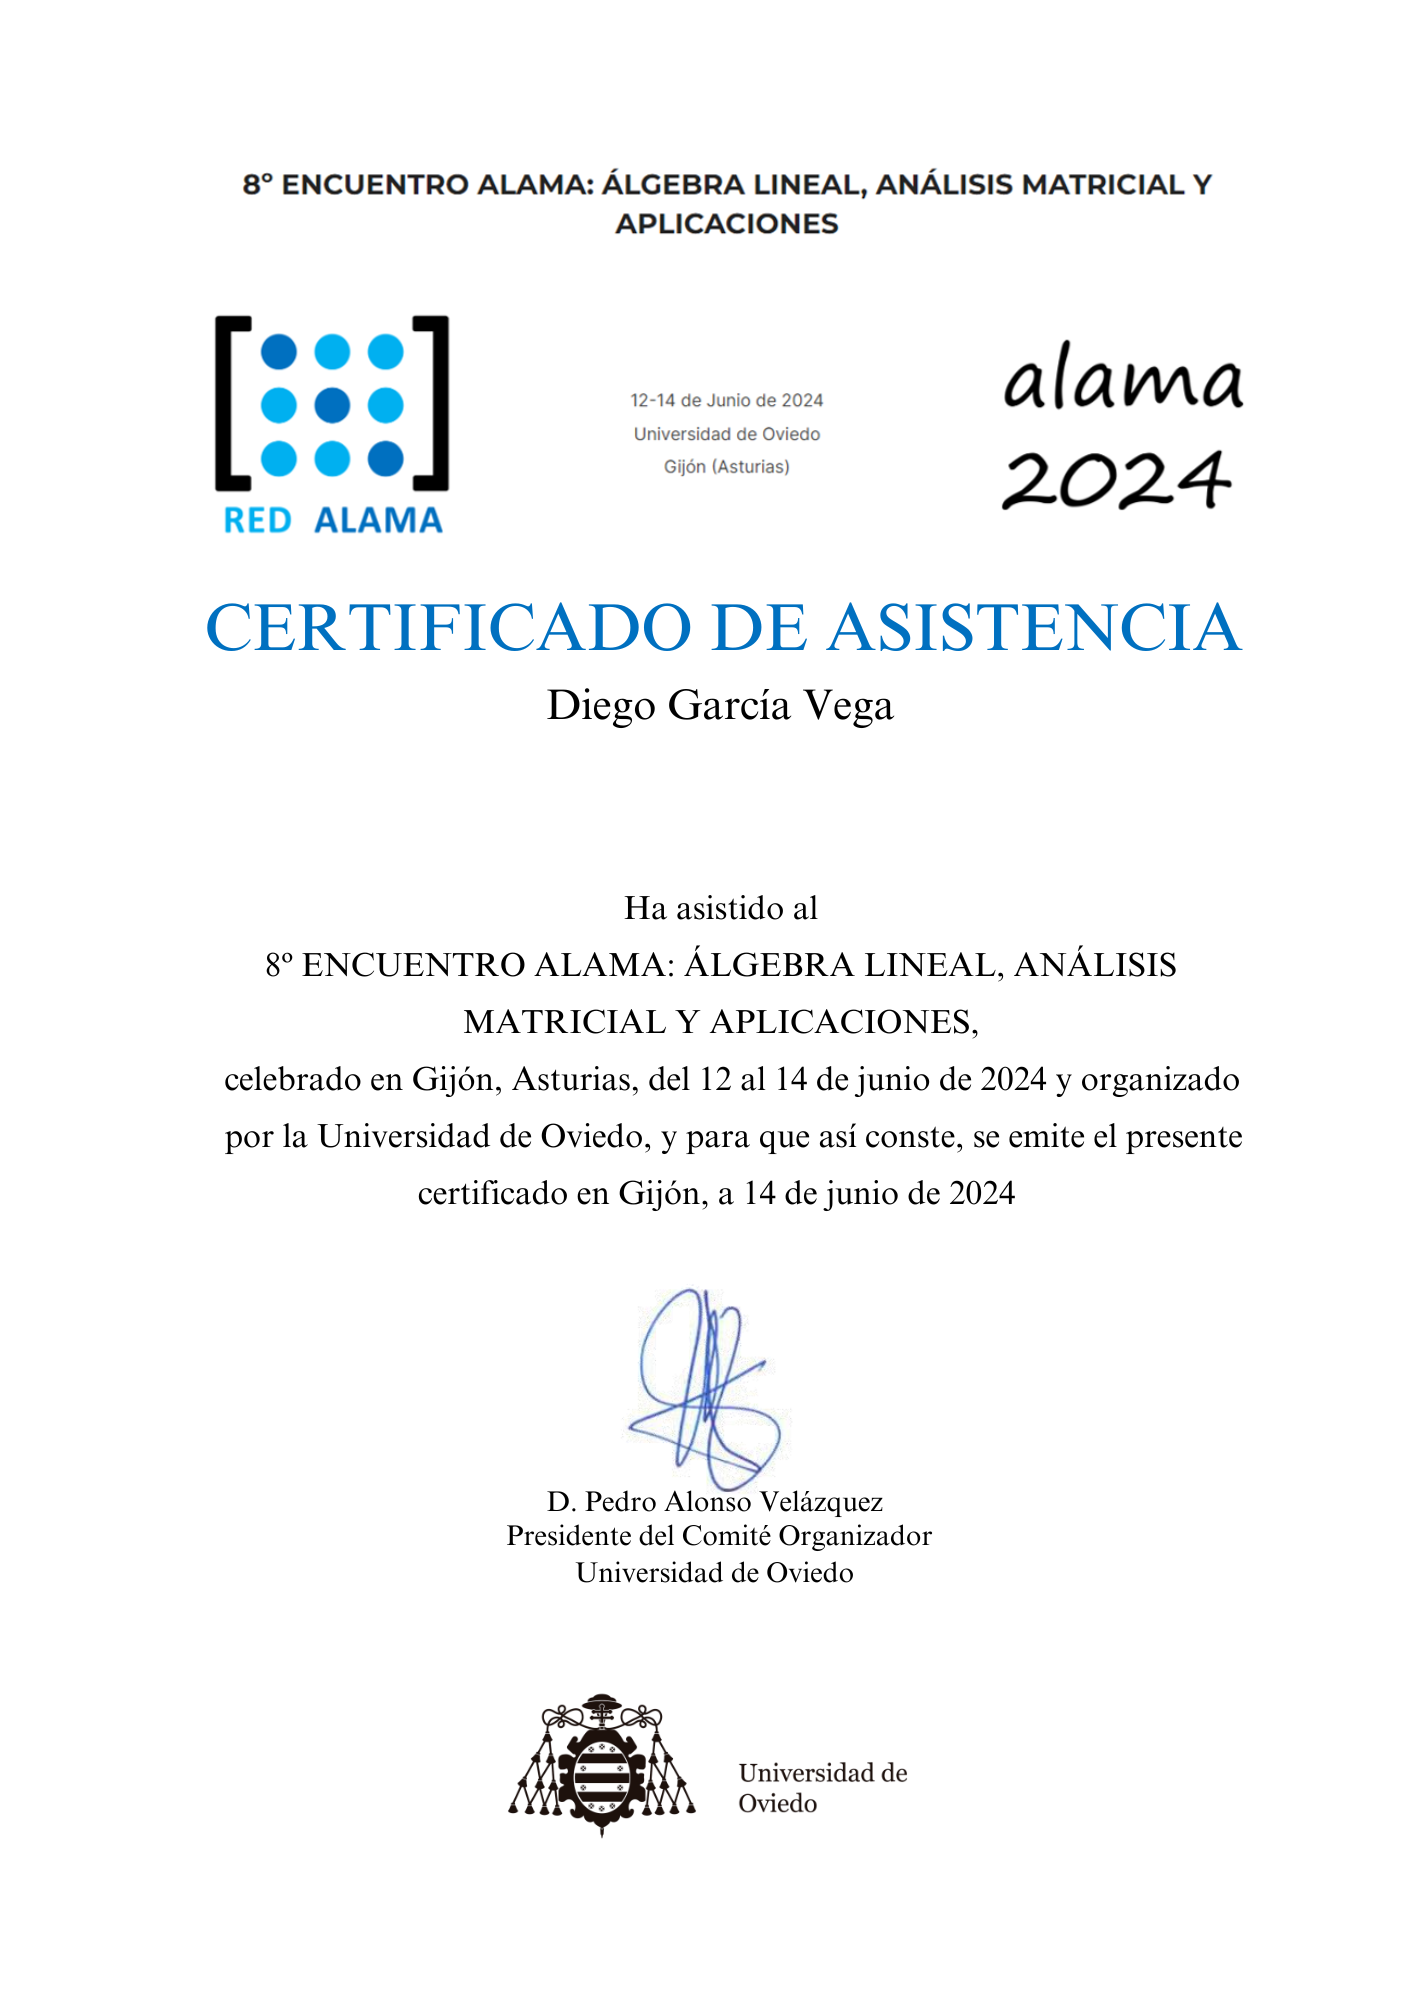 8º ENCUENTRO ALAMA: ÁLGEBRA LINEAL, ANÁLISIS MATRICIAL Y
APLICACIONES
RED ALAMA
12-14 de Junio de 2024
Universidad de Oviedo
Gijón (Asturias)
alama
2024
CERTIFICADO DE ASISTENCIA
Diego García Vega
Ha asistido al
8º ENCUENTRO ALAMA: ÁLGEBRA LINEAL, ANÁLISIS
MATRICIAL Y APLICACIONES,
celebrado en Gijón, Asturias, del 12 al 14 de junio de 2024 y organizado
por la Universidad de Oviedo, y para que así conste, se emite el presente
certificado en Gijón, a 14 de junio de 2024
D. Pedro Alonso Velázquez
Presidente del Comité Organizador
Universidad de Oviedo
Universidad de
Oviedo